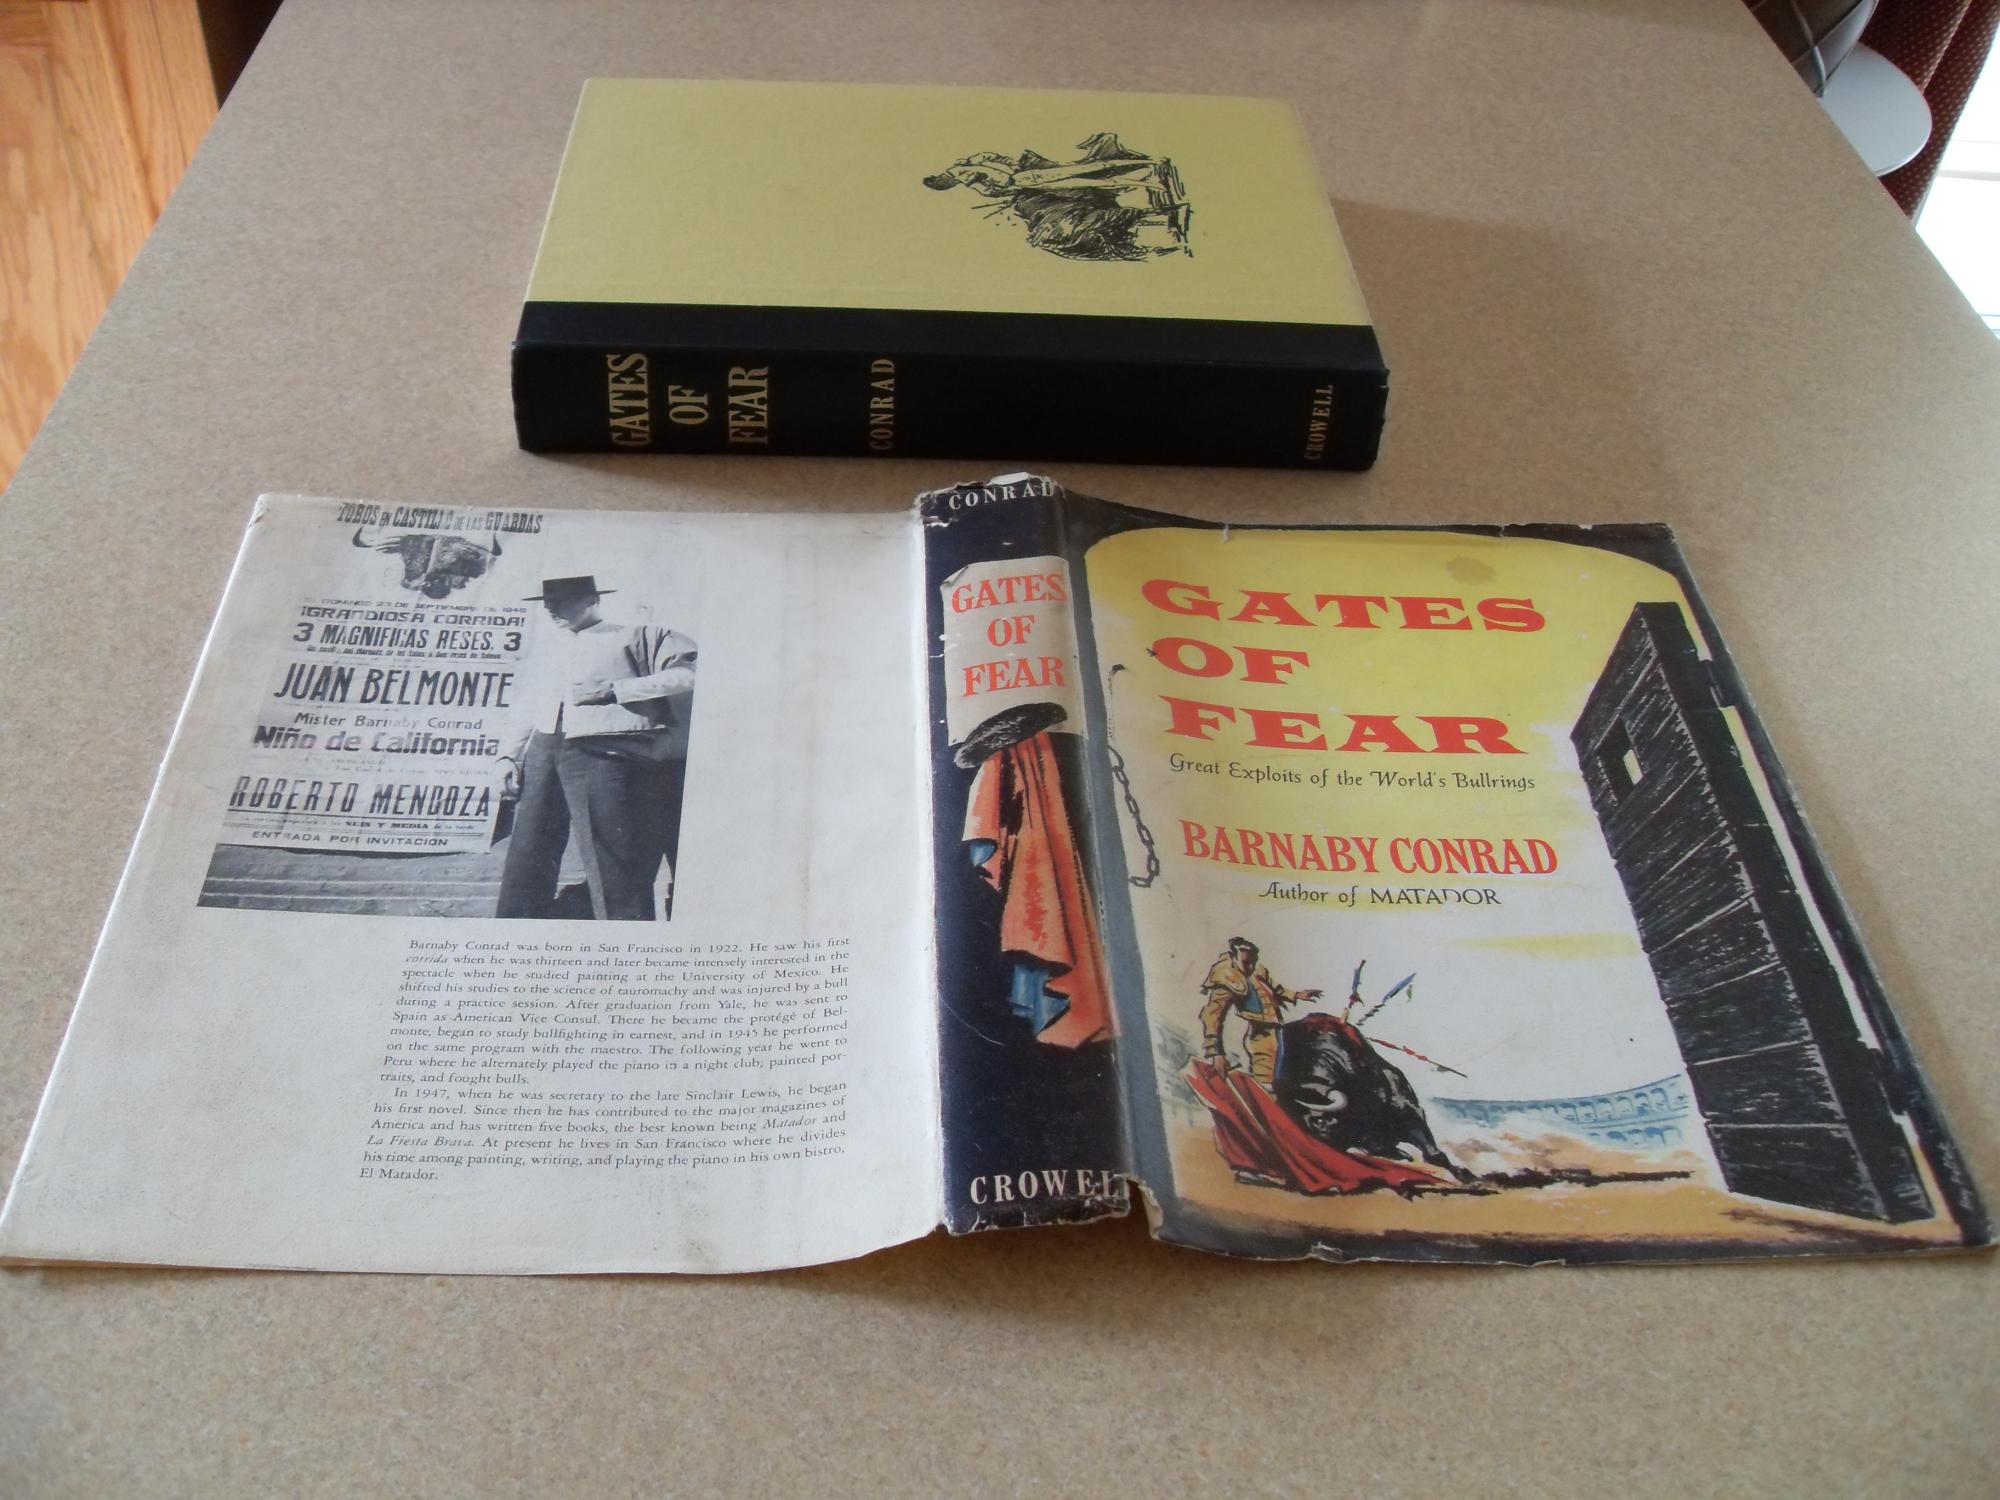 GATES
OF
FEAR
CONRAD
CROWELL
TOROS EN CASTILLO DE LAS GUARDAS
DOMINGO 23 DE SEPTIEMBRE DE 1945
¡GRANDIOSA CORRIDA!
3 MAGNIFICAS RESES, 3
JUAN BELMONTE
Mister Barnaby Conrad
Niño de California
ROBERTO MENDOZA
SEIS Y MEDIA de la tarde
ENTRADA POR INVITACION
Barnaby Conrad was born in San Francisco in 1922. He saw his first
corrida when he was thirteen and later became intensely interested in the
spectacle when he studied painting at the University of Mexico. He
shifted his studies to the science of tauromachy and was injured by a bull
during a practice session. After graduation from Yale, he was sent to
Spain as American Vice Consul. There he became the protégé of Bel-
monte, began to study bullfighting in earnest, and in 1945 he performed
on the same program with the maestro. The following year he went to
Peru where he alternately played the piano in a night club, painted por-
traits, and fought bulls.
In 1947, when he was secretary to the late Sinclair Lewis, he began
his first novel. Since then he has contributed to the major magazines of
America and has written five books, the best known being Matador and
La Fiesta Brava. At present he lives in San Francisco where he divides
his time among painting, writing, and playing the piano in his own bistro,
El Matador.
CONRAD
GATES
OF
FEAR
CROWELL
GATES
OF
FEAR
Great Exploits of the World's Bullrings
BARNABY CONRAD
Author of MATADOR